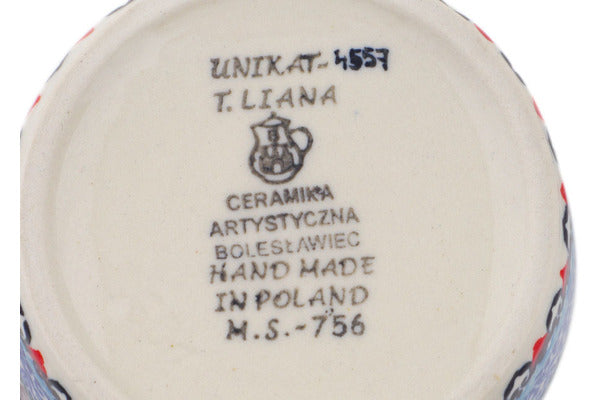 UNIKAT-4557
T. LIANA
CERAMIKA
ARTYSTYCZNA
BOLESŁAWIEC
HAND MADE
IN POLAND
M.S.-756